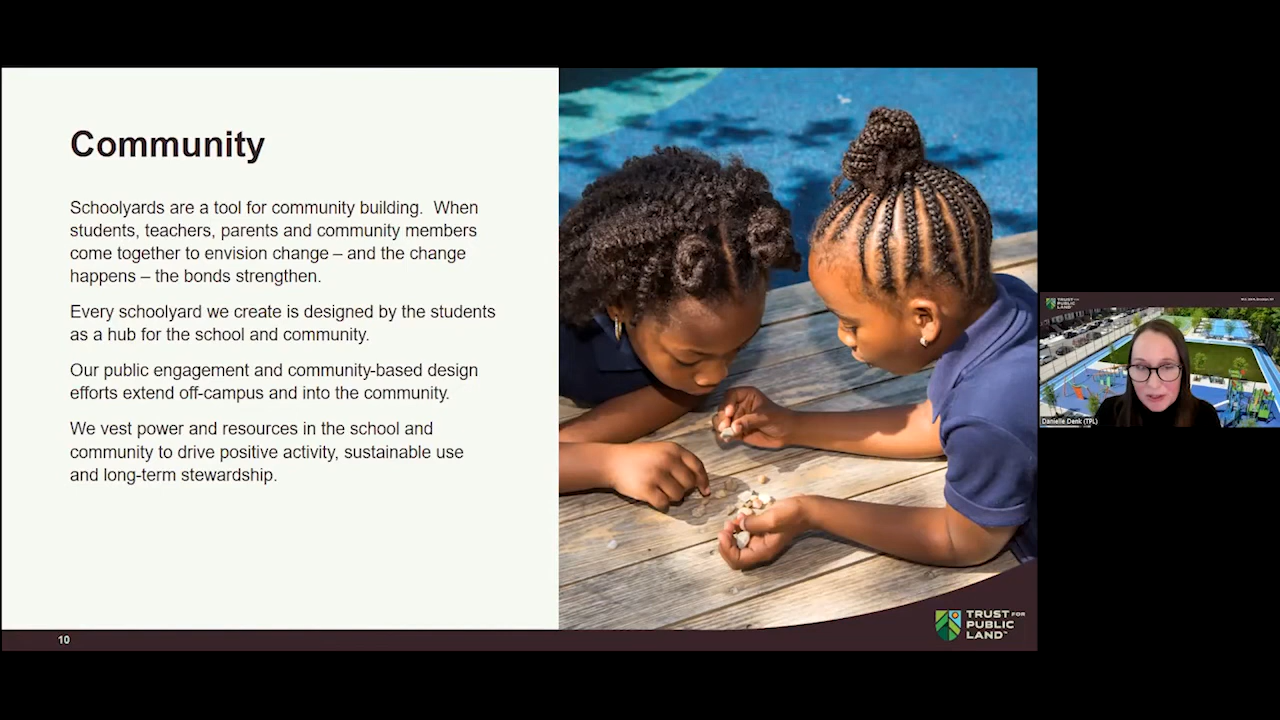 Community
Schoolyards are a tool for community building.  When
students, teachers, parents and community members
come together to envision change – and the change
happens – the bonds strengthen.
Every schoolyard we create is designed by the students
as a hub for the school and community.
Our public engagement and community-based design
efforts extend off-campus and into the community.
We vest power and resources in the school and
community to drive positive activity, sustainable use
and long-term stewardship.
10
TRUST FOR
PUBLIC
LAND™
TRUST FOR
PUBLIC
LAND
Danielle Denk (TPL)